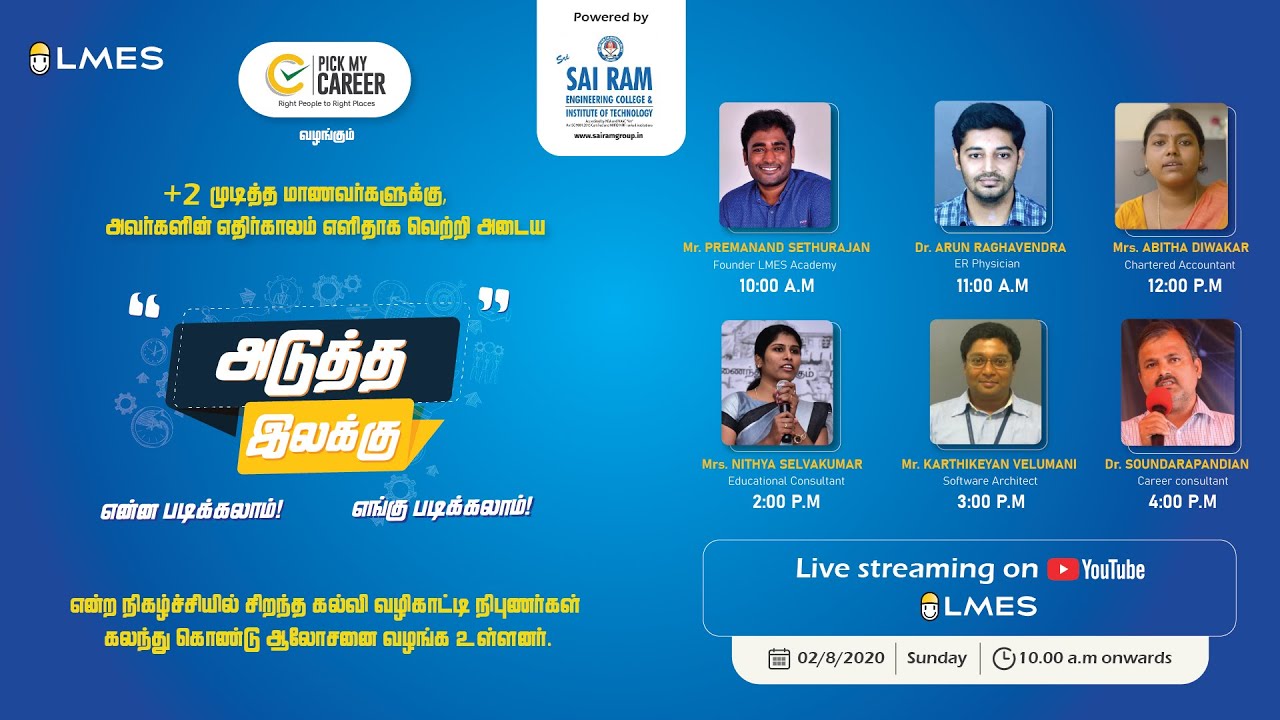 LMES
PICK MY
CAREER
Right People to Right Places
வழங்கும்
Powered by
Sri
SAI RAM
ENGINEERING COLLEGE &
INSTITUTE OF TECHNOLOGY
www.sairamgroup.in
+2 முடித்த மாணவர்களுக்கு,
அவர்களின் எதிர்காலம் எளிதாக வெற்றி அடைய
“ ”
அடுத்த
இலக்கு
என்ன படிக்கலாம்! எங்கு படிக்கலாம்!
என்ற நிகழ்ச்சியில் சிறந்த கல்வி வழிகாட்டி நிபுணர்கள்
கலந்து கொண்டு ஆலோசனை வழங்க உள்ளனர்.
Mr. PREMANAND SETHURAJAN
Founder LMES Academy
10:00 A.M
Dr. ARUN RAGHAVENDRA
ER Physician
11:00 A.M
Mrs. ABITHA DIWAKAR
Chartered Accountant
12:00 P.M
Mrs. NITHYA SELVAKUMAR
Educational Consultant
2:00 P.M
Mr. KARTHIKEYAN VELUMANI
Software Architect
3:00 P.M
Dr. SOUNDARAPANDIAN
Career consultant
4:00 P.M
Live streaming on YouTube
LMES
02/8/2020 Sunday 10.00 a.m onwards